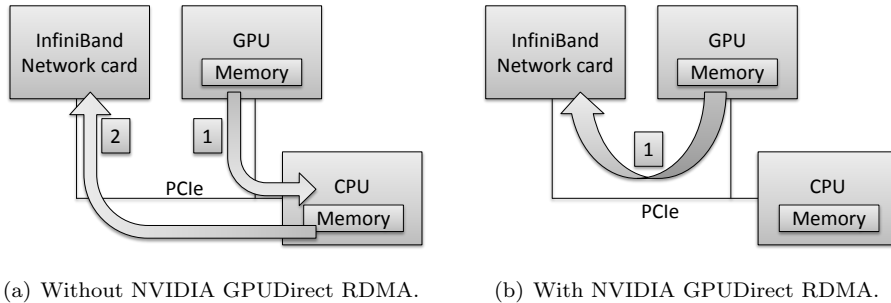 InfiniBand
Network card
GPU
Memory
2
1
CPU
PCIe
Memory
(a) Without NVIDIA GPUDirect RDMA.
InfiniBand
Network card
GPU
Memory
1
CPU
PCIe
Memory
(b) With NVIDIA GPUDirect RDMA.